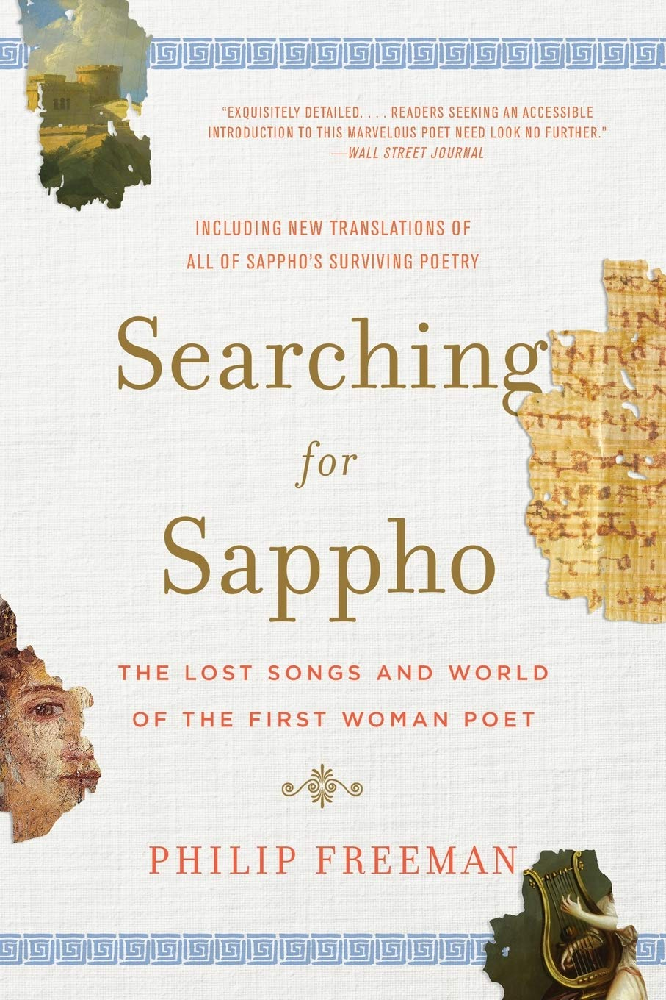 “EXQUISITELY DETAILED. . . . READERS SEEKING AN ACCESSIBLE
INTRODUCTION TO THIS MARVELOUS POET NEED LOOK NO FURTHER.”
—WALL STREET JOURNAL
INCLUDING NEW TRANSLATIONS OF
ALL OF SAPPHO’S SURVIVING POETRY
Searching
for
Sappho
THE LOST SONGS AND WORLD
OF THE FIRST WOMAN POET
PHILIP FREEMAN